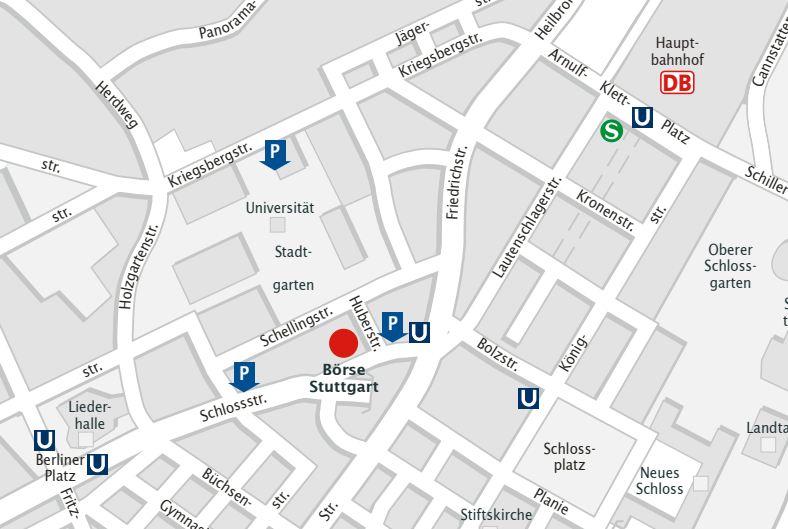 Panorama-
Jäger-
str.
Heilbron
Kriegsbergstr.
Haupt-
bahnhof
DB
Cannstatter
Arnulf-
Klett-
Platz
U
S
Herdweg
Kriegsbergstr.
P
str.
str.
Friedrichstr.
Schiller
Lautenschlagerstr.
Kronenstr.
str.
Universität
Stadt-
garten
Holzgartenstr.
Oberer
Schloss-
garten
Schellingstr.
Huberstr.
P
U
Bolzstr.
König-
Börse
Stuttgart
str.
P
Schlossstr.
U
Lieder-
halle
Landta
U
Berliner
Platz
U
Schloss-
platz
Neues
Schloss
Büchsen-
str.
Fritz-
Gymnas
Str.
Planie
Stiftskirche